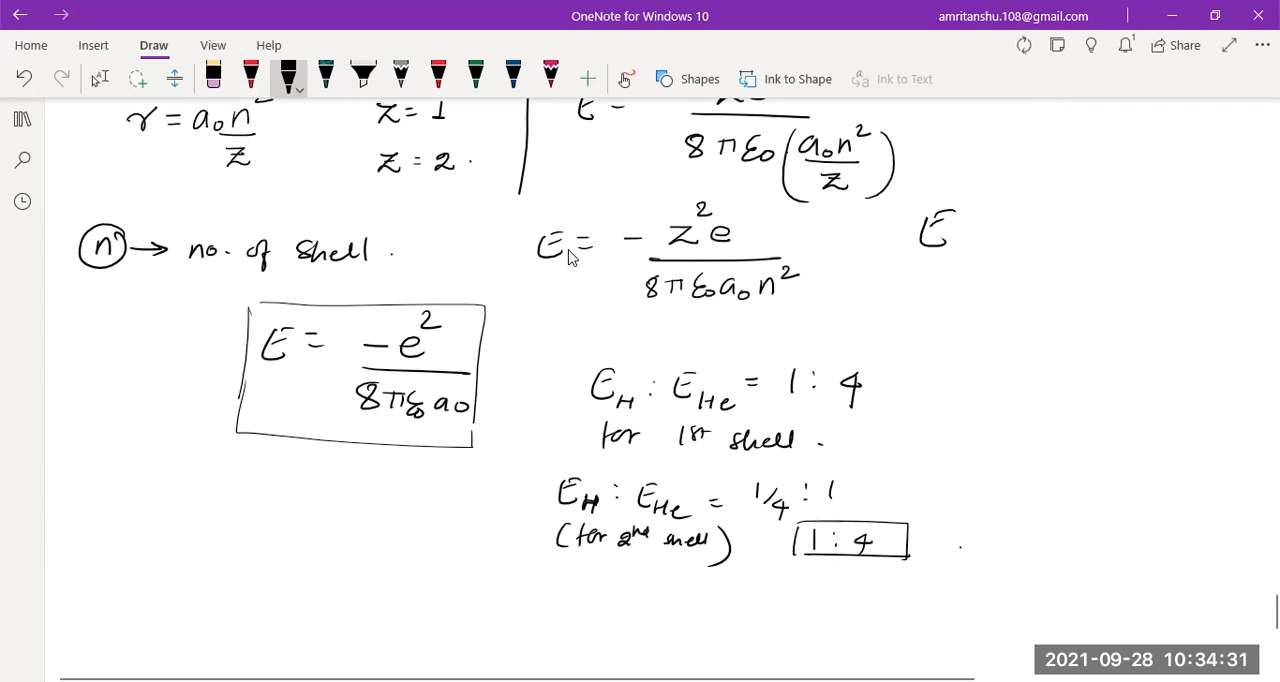 OneNote for Windows 10
amritanshu.108@gmail.com
Home Insert Draw View Help
Share
Shapes Ink to Shape Ink to Text
r = a₀n²/z
z = 1
z = 2 .
E =
8πε₀(a₀n²/z)
n → no. of shell .
E = - z²e/8πε₀a₀n²
E
E = -e²/8πε₀a₀
E_H : E_He = 1 : 4
for 1st shell .
E_H : E_He = 1/4 : 1
(for 2nd shell)
1 : 4
2021-09-28 10:34:31